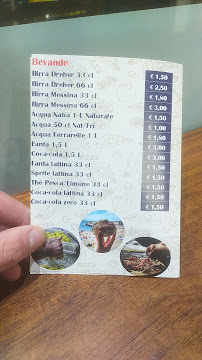 Bevande
Birra Dreher 33 cl € 1,50
Birra Dreher 66 cl € 2,50
Birra Messina 33 cl € 1,80
Birra Messina 66 cl € 3,00
Acqua Natia 1 L Naturale € 1,50
Acqua 50 cl Nat/Fri € 1,00
Acqua Ferrarelle 1 L € 1,80
Fanta 1,5 L € 3,00
Coca-cola 1,5 L € 3,00
Fanta lattina 33 cl € 1,50
Sprite lattina 33 cl € 1,50
The Pesca/Limone 33 cl € 1,50
Coca-cola lattina 33 cl € 1,50
Coca-cola zero 33 cl € 1,50